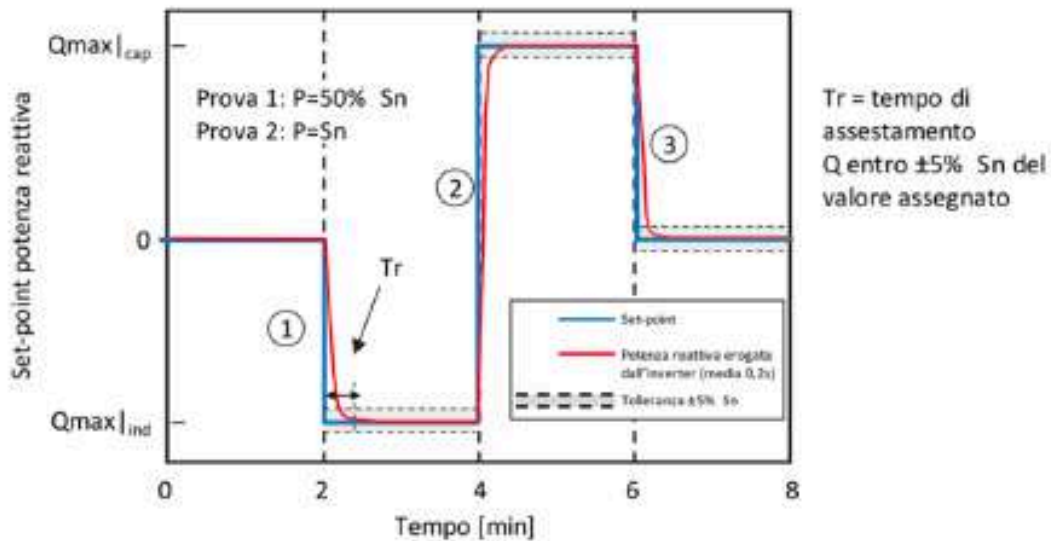 Qmax|cap
Prova 1: P=50% Sn
Prova 2: P=Sn
Set-point potenza reattiva
0
Qmax|ind
1
2
3
Tr
Tr = tempo di
assestamento
Q entro ±5% Sn del
valore assegnato
Set-point
Potenza reattiva erogata
dall'inverter (media 0,2s)
Tolleranza ±5% Sn
0 2 4 6 8
Tempo [min]